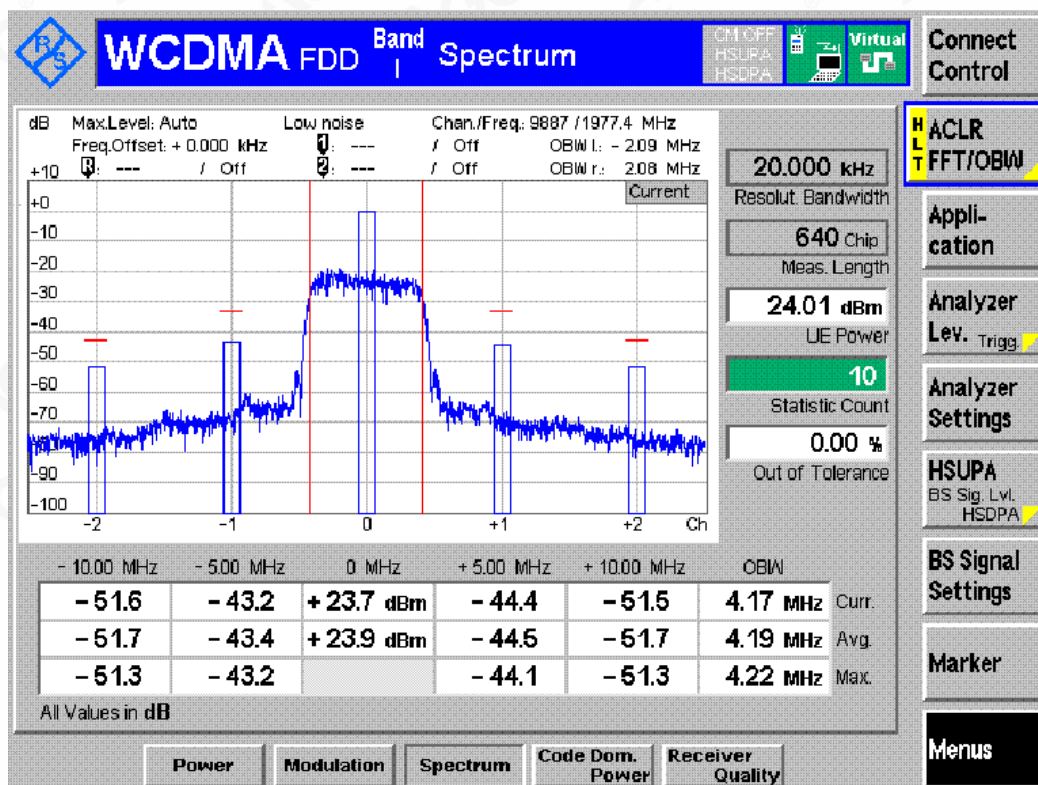 R&S
WCDMA FDD Band I Spectrum
CM OFF
HSUPA
HSDPA
Virtual
Connect Control
dB Max.Level: Auto Low noise Chan./Freq.: 9887 / 1977.4 MHz
Freq.Offset: + 0.000 kHz 1: --- / Off OBW l.: - 2.09 MHz
R: --- / Off 2: --- / Off OBW r.: 2.08 MHz
Current
+10
+0
-10
-20
-30
-40
-50
-60
-70
-90
-100
-2 -1 0 +1 +2 Ch
20.000 kHz
Resolut. Bandwidth
640 Chip
Meas. Length
24.01 dBm
UE Power
10
Statistic Count
0.00 %
Out of Tolerance
HLT
ACLR
FFT/OBW
Appli-
cation
Analyzer
Lev. Trigg.
Analyzer
Settings
HSUPA
BS Sig. Lvl.
HSDPA
BS Signal
Settings
Marker
Menus
- 10.00 MHz - 5.00 MHz 0 MHz + 5.00 MHz + 10.00 MHz OBW
- 51.6 - 43.2 + 23.7 dBm - 44.4 - 51.5 4.17 MHz Curr.
- 51.7 - 43.4 + 23.9 dBm - 44.5 - 51.7 4.19 MHz Avg.
- 51.3 - 43.2 - 44.1 - 51.3 4.22 MHz Max.
All Values in dB
Power Modulation Spectrum Code Dom. Power Receiver Quality